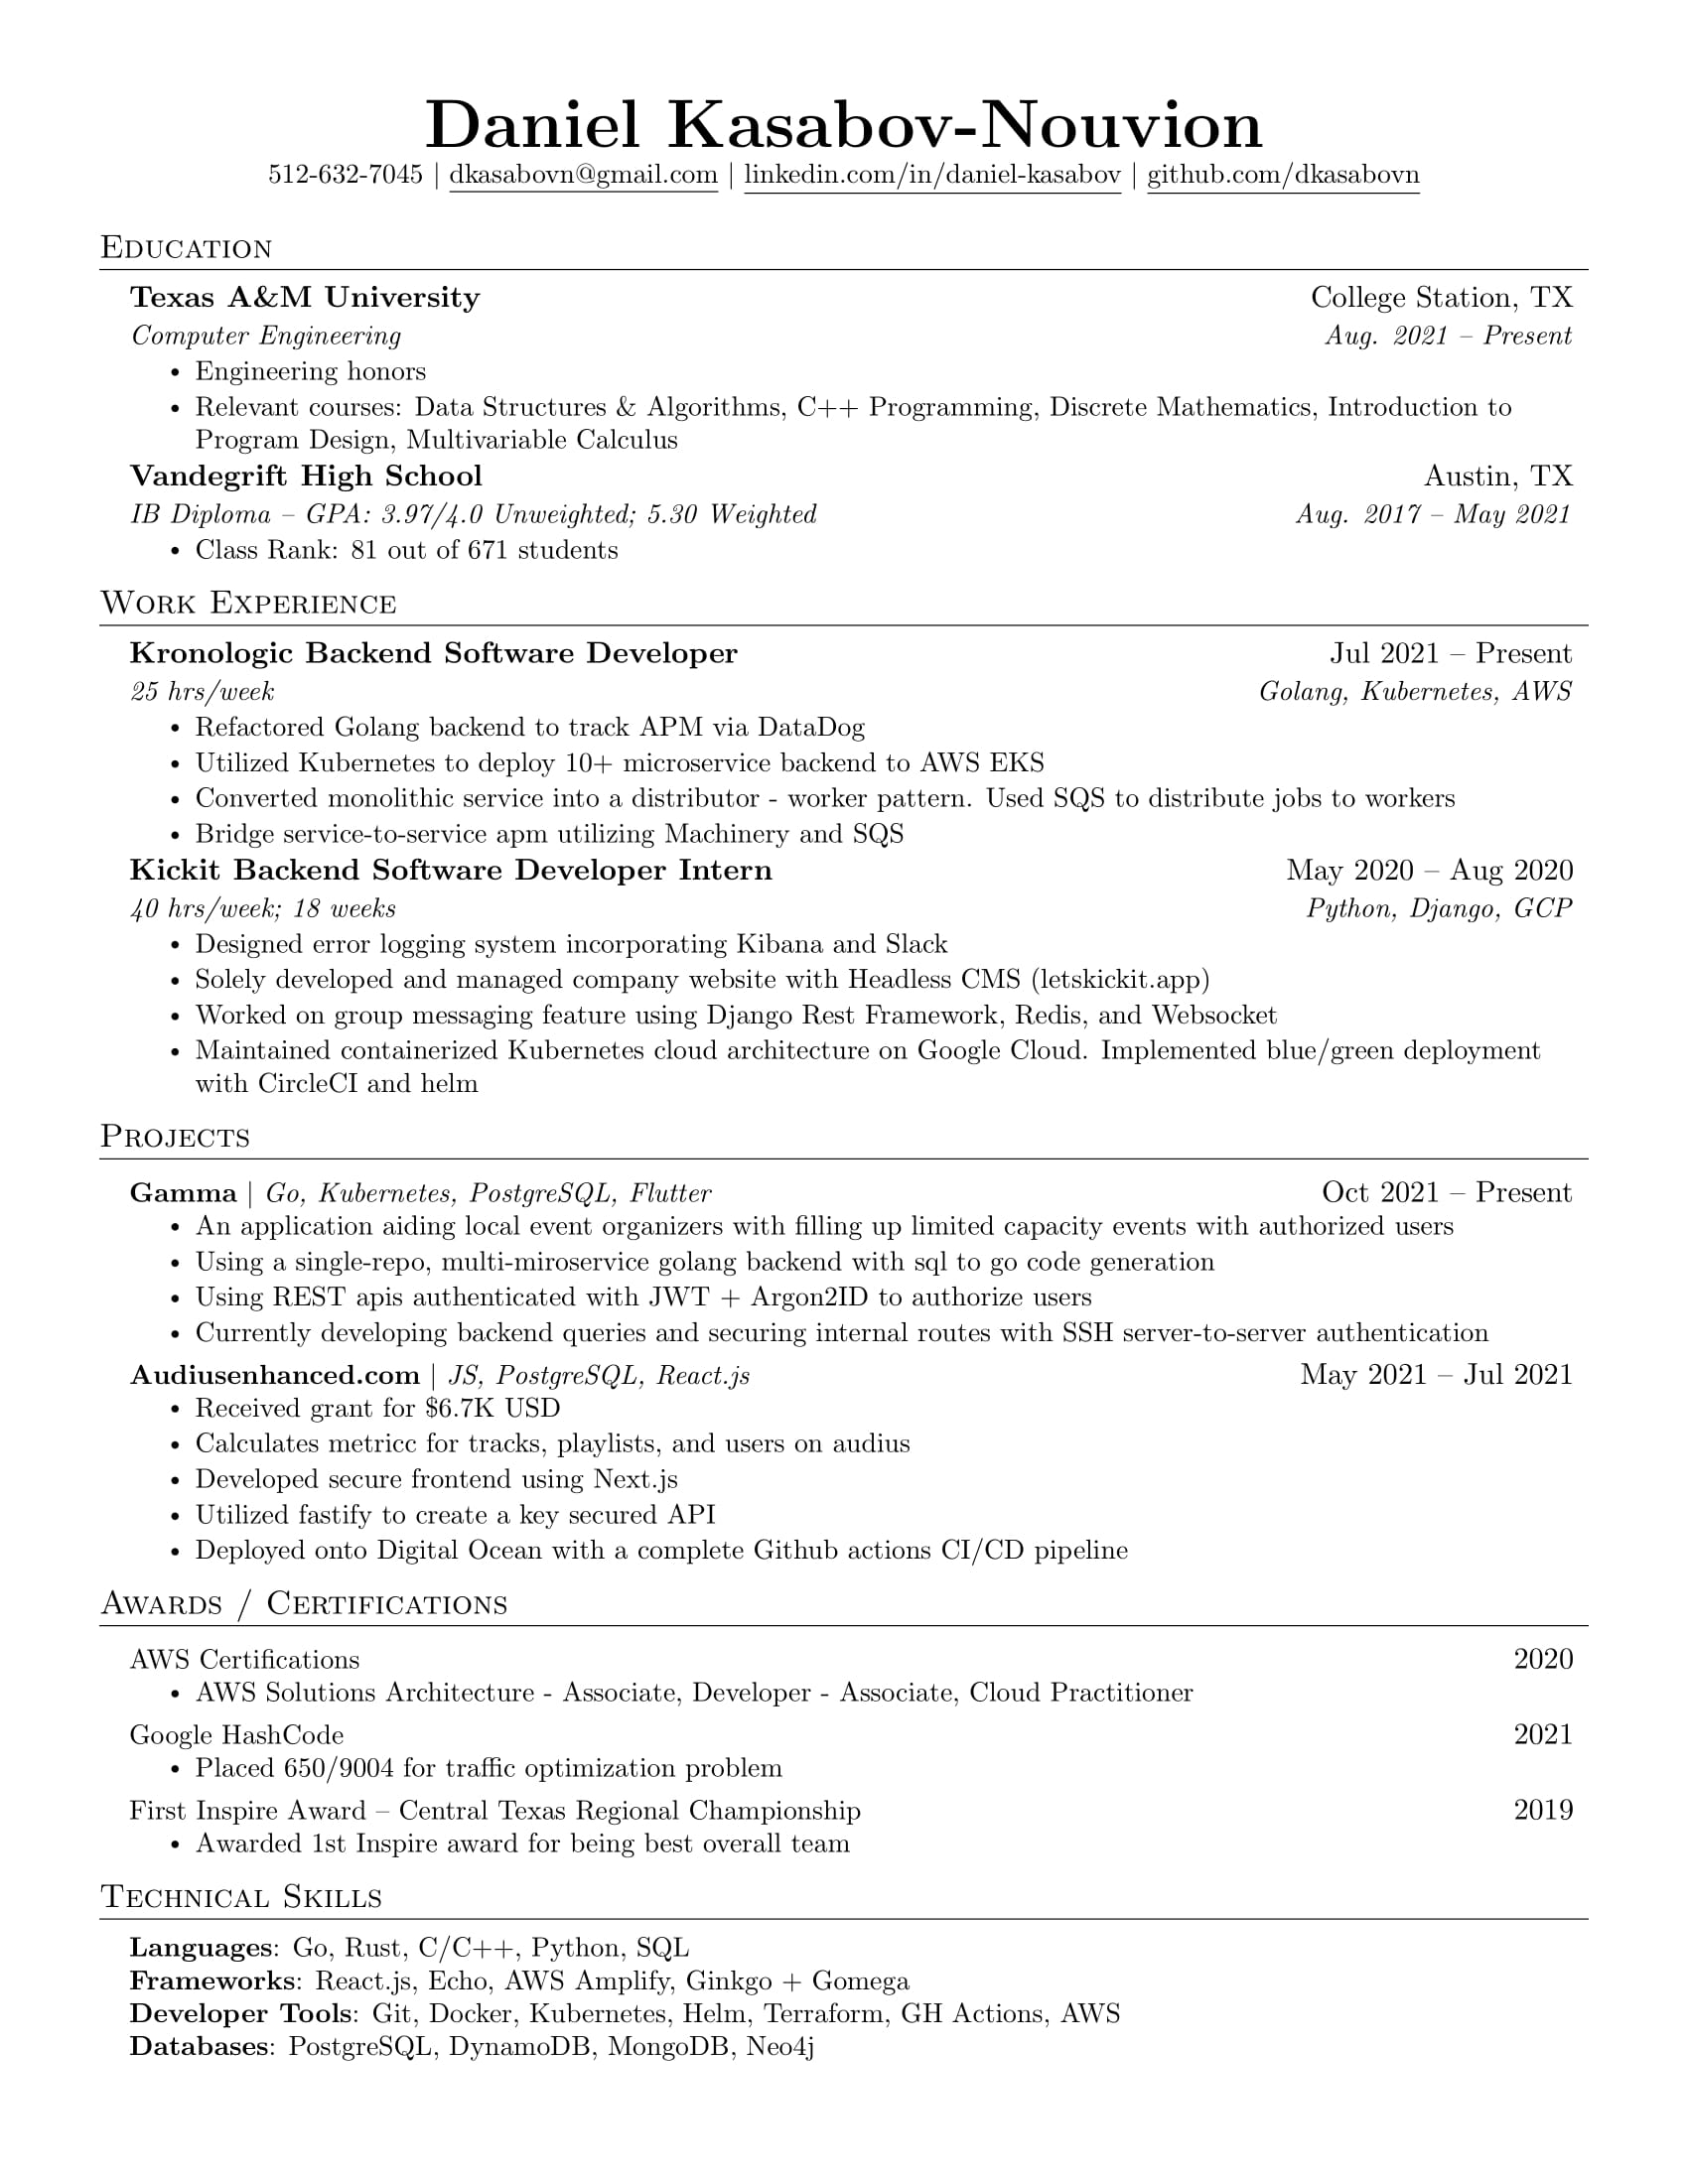 Daniel Kasabov-Nouvion
512-632-7045 | dkasabovn@gmail.com | linkedin.com/in/daniel-kasabov | github.com/dkasabovn
Education
Texas A&M University College Station, TX
Computer Engineering Aug. 2021 – Present
• Engineering honors
• Relevant courses: Data Structures & Algorithms, C++ Programming, Discrete Mathematics, Introduction to
Program Design, Multivariable Calculus
Vandegrift High School Austin, TX
IB Diploma – GPA: 3.97/4.0 Unweighted; 5.30 Weighted Aug. 2017 – May 2021
• Class Rank: 81 out of 671 students
Work Experience
Kronologic Backend Software Developer Jul 2021 – Present
25 hrs/week Golang, Kubernetes, AWS
• Refactored Golang backend to track APM via DataDog
• Utilized Kubernetes to deploy 10+ microservice backend to AWS EKS
• Converted monolithic service into a distributor - worker pattern. Used SQS to distribute jobs to workers
• Bridge service-to-service apm utilizing Machinery and SQS
Kickit Backend Software Developer Intern May 2020 – Aug 2020
40 hrs/week; 18 weeks Python, Django, GCP
• Designed error logging system incorporating Kibana and Slack
• Solely developed and managed company website with Headless CMS (letskickit.app)
• Worked on group messaging feature using Django Rest Framework, Redis, and Websocket
• Maintained containerized Kubernetes cloud architecture on Google Cloud. Implemented blue/green deployment
with CircleCI and helm
Projects
Gamma | Go, Kubernetes, PostgreSQL, Flutter Oct 2021 – Present
• An application aiding local event organizers with filling up limited capacity events with authorized users
• Using a single-repo, multi-miroservice golang backend with sql to go code generation
• Using REST apis authenticated with JWT + Argon2ID to authorize users
• Currently developing backend queries and securing internal routes with SSH server-to-server authentication
Audiusenhanced.com | JS, PostgreSQL, React.js May 2021 – Jul 2021
• Received grant for $6.7K USD
• Calculates metricc for tracks, playlists, and users on audius
• Developed secure frontend using Next.js
• Utilized fastify to create a key secured API
• Deployed onto Digital Ocean with a complete Github actions CI/CD pipeline
Awards / Certifications
AWS Certifications 2020
• AWS Solutions Architecture - Associate, Developer - Associate, Cloud Practitioner
Google HashCode 2021
• Placed 650/9004 for traffic optimization problem
First Inspire Award – Central Texas Regional Championship 2019
• Awarded 1st Inspire award for being best overall team
Technical Skills
Languages: Go, Rust, C/C++, Python, SQL
Frameworks: React.js, Echo, AWS Amplify, Ginkgo + Gomega
Developer Tools: Git, Docker, Kubernetes, Helm, Terraform, GH Actions, AWS
Databases: PostgreSQL, DynamoDB, MongoDB, Neo4j